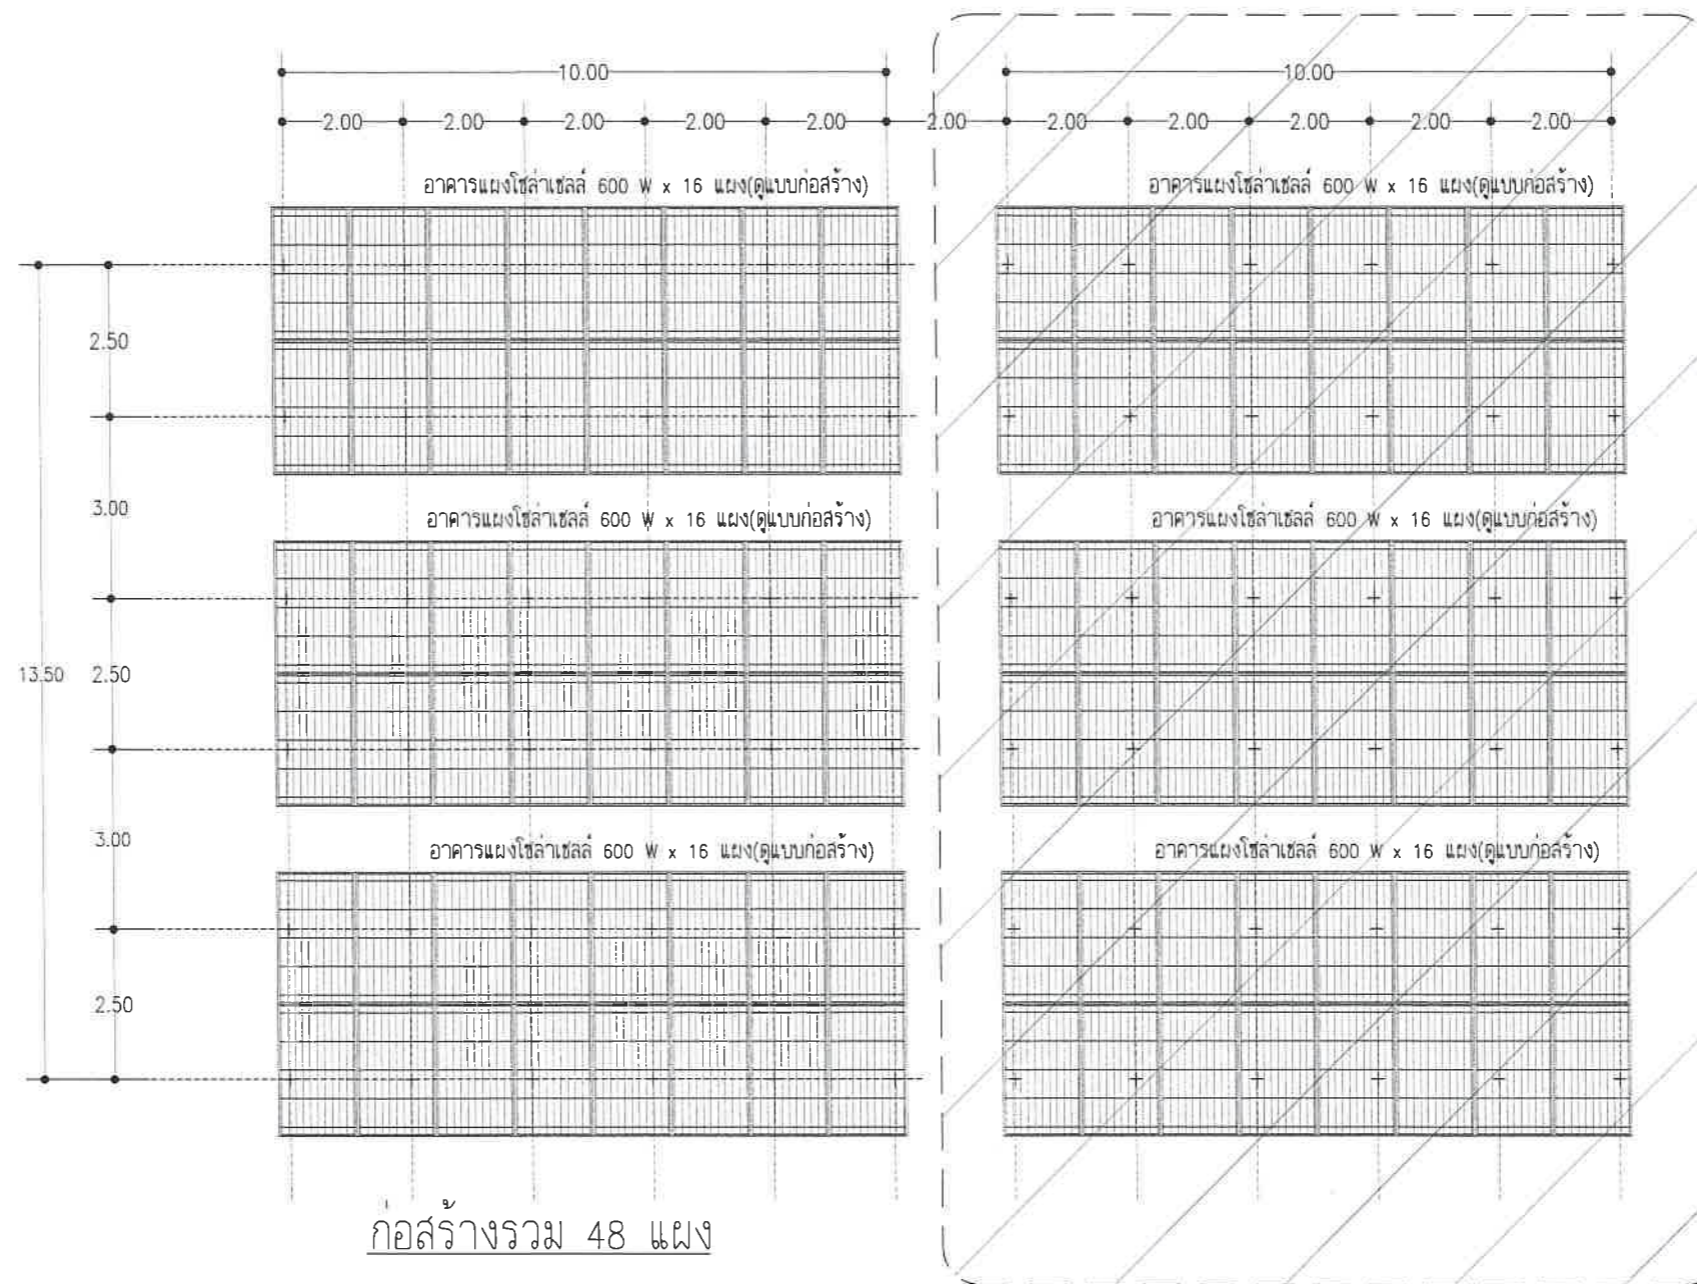 10.00 10.00
2.00 2.00 2.00 2.00 2.00 2.00 2.00 2.00 2.00 2.00 2.00
อาคารแผงโซล่าเซลล์ 600 W x 16 แผง(ดูแบบก่อสร้าง) อาคารแผงโซล่าเซลล์ 600 W x 16 แผง(ดูแบบก่อสร้าง)
2.50
3.00
อาคารแผงโซล่าเซลล์ 600 W x 16 แผง(ดูแบบก่อสร้าง) อาคารแผงโซล่าเซลล์ 600 W x 16 แผง(ดูแบบก่อสร้าง)
13.50 2.50
3.00
อาคารแผงโซล่าเซลล์ 600 W x 16 แผง(ดูแบบก่อสร้าง) อาคารแผงโซล่าเซลล์ 600 W x 16 แผง(ดูแบบก่อสร้าง)
2.50
ก่อสร้างรวม 48 แผง